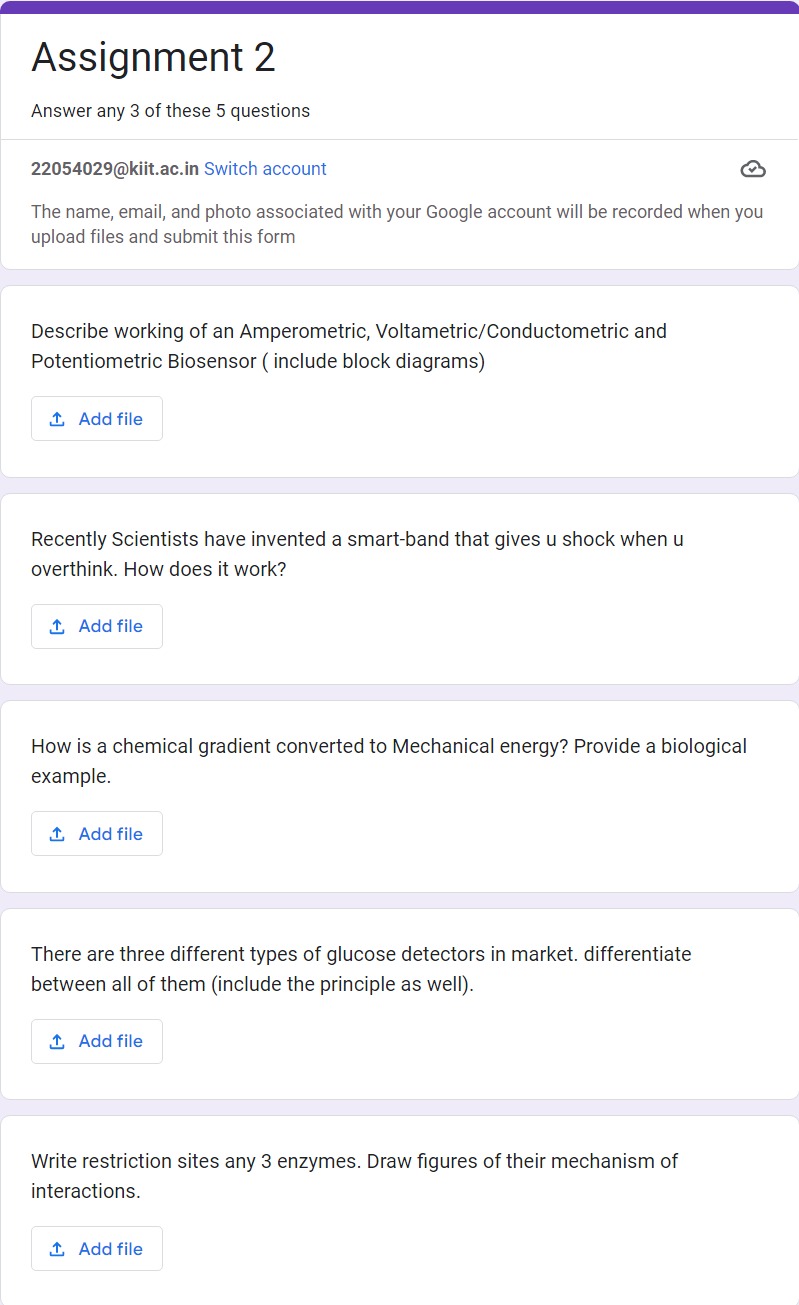 Assignment 2
Answer any 3 of these 5 questions
22054029@kiit.ac.in Switch account
The name, email, and photo associated with your Google account will be recorded when you
upload files and submit this form
Describe working of an Amperometric, Voltametric/Conductometric and
Potentiometric Biosensor ( include block diagrams)
Add file
Recently Scientists have invented a smart-band that gives u shock when u
overthink. How does it work?
Add file
How is a chemical gradient converted to Mechanical energy? Provide a biological
example.
Add file
There are three different types of glucose detectors in market. differentiate
between all of them (include the principle as well).
Add file
Write restriction sites any 3 enzymes. Draw figures of their mechanism of
interactions.
Add file